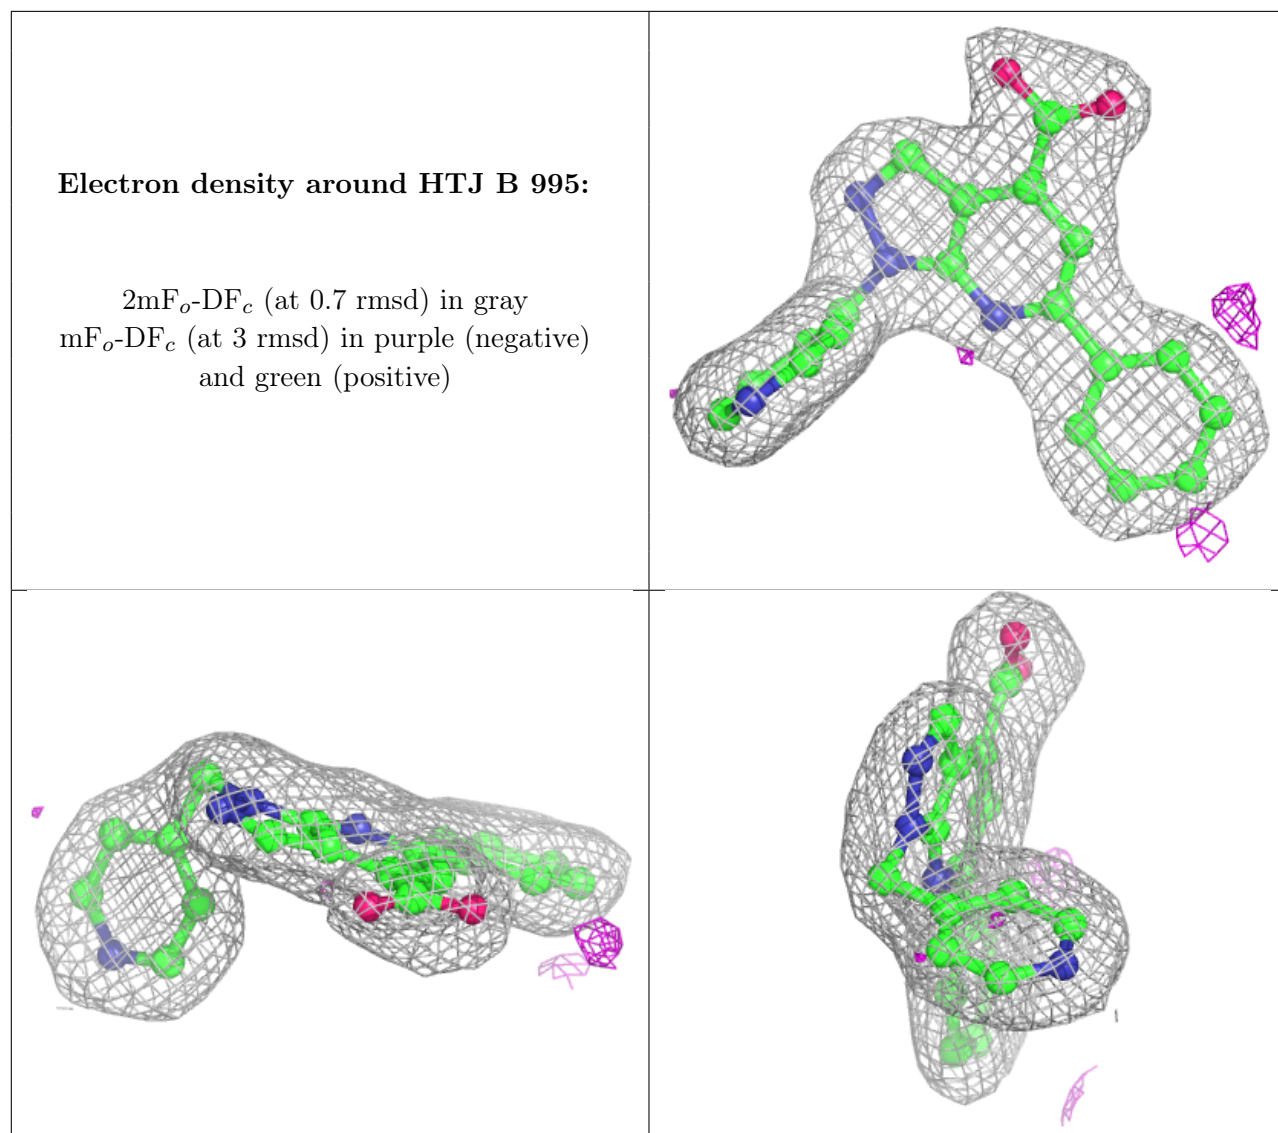 Electron density around HTJ B 995:
2mFo-DFc (at 0.7 rmsd) in gray
mFo-DFc (at 3 rmsd) in purple (negative)
and green (positive)